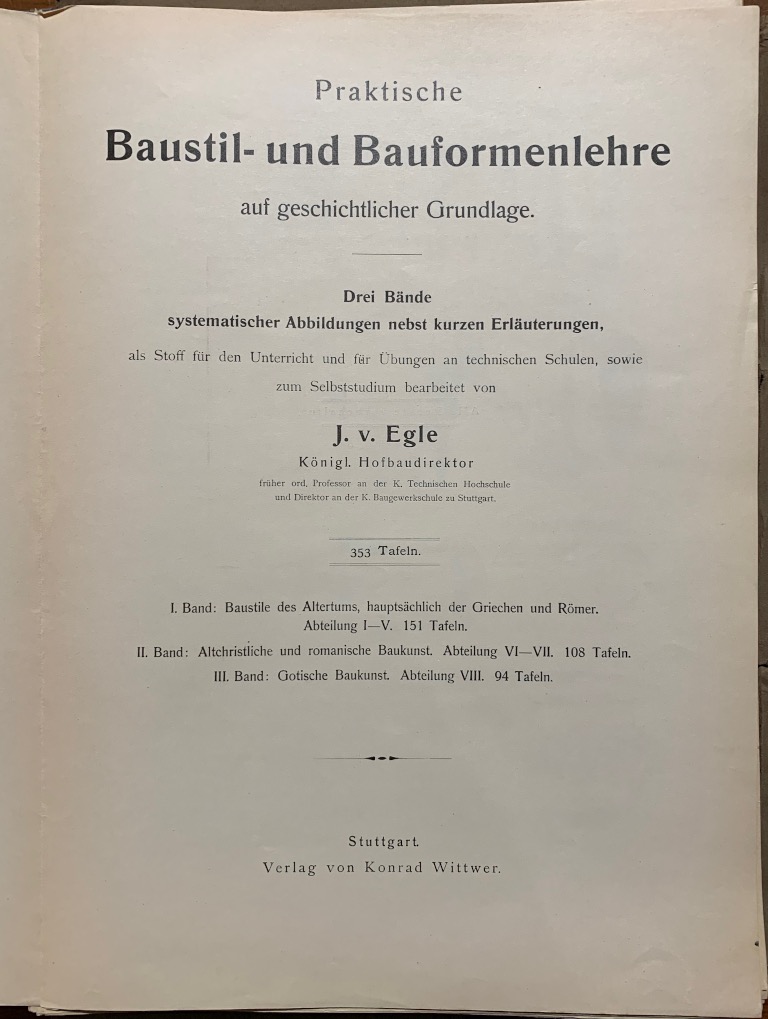 Praktische
Baustil- und Bauformenlehre
auf geschichtlicher Grundlage.
Drei Bände
systematischer Abbildungen nebst kurzen Erläuterungen,
als Stoff für den Unterricht und für Übungen an technischen Schulen, sowie
zum Selbststudium bearbeitet von
J. v. Egle
Königl. Hofbaudirektor
früher ord. Professor an der K. Technischen Hochschule
und Direktor an der K. Baugewerkschule zu Stuttgart.
353 Tafeln.
I. Band: Baustile des Altertums, hauptsächlich der Griechen und Römer.
Abteilung I—V. 151 Tafeln.
II. Band: Altchristliche und romanische Baukunst. Abteilung VI—VII. 108 Tafeln.
III. Band: Gotische Baukunst. Abteilung VIII. 94 Tafeln.
Stuttgart.
Verlag von Konrad Wittwer.